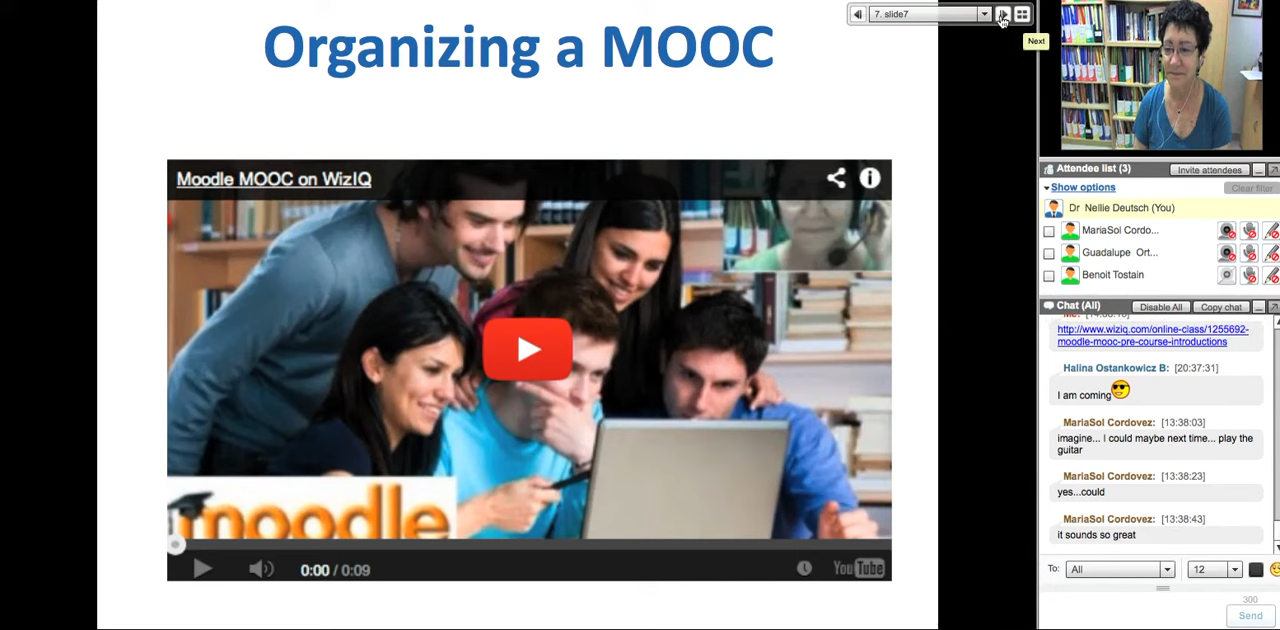 Organizing a MOOC
7. slide7
Next
Moodle MOOC on WizIQ
moodle
0:00 / 0:09
YouTube
Attendee list (3)
Invite attendees
Show options
Clear filter
Dr Nellie Deutsch (You)
MariaSol Cordo...
Guadalupe Ort...
Benoit Tostain
Chat (All)
Disable All
Copy chat
http://www.wiziq.com/online-class/1255692-
moodle-mooc-pre-course-introductions
Halina Ostankowicz B: [20:37:31]
I am coming
MariaSol Cordovez: [13:38:03]
imagine... I could maybe next time... play the
guitar
MariaSol Cordovez: [13:38:23]
yes...could
MariaSol Cordovez: [13:38:43]
it sounds so great
To: All 12
300
Send